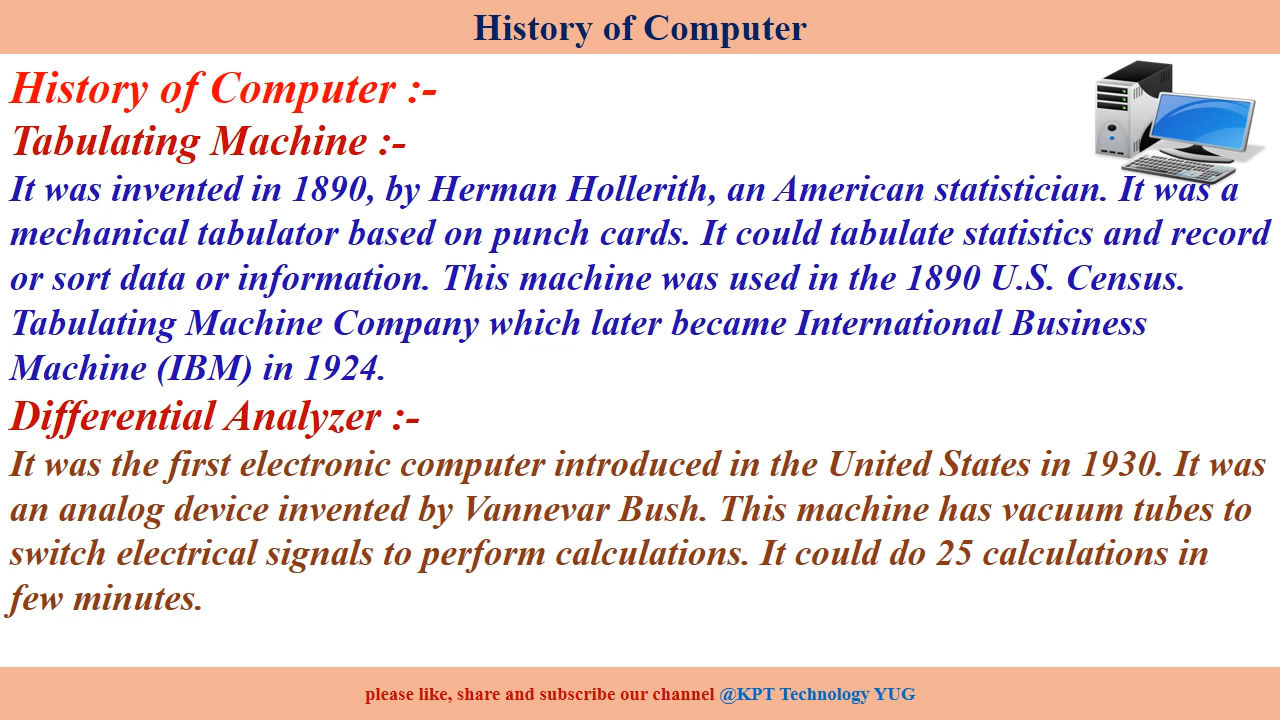 History of Computer
History of Computer :-
Tabulating Machine :-
It was invented in 1890, by Herman Hollerith, an American statistician. It was a
mechanical tabulator based on punch cards. It could tabulate statistics and record
or sort data or information. This machine was used in the 1890 U.S. Census.
Tabulating Machine Company which later became International Business
Machine (IBM) in 1924.
Differential Analyzer :-
It was the first electronic computer introduced in the United States in 1930. It was
an analog device invented by Vannevar Bush. This machine has vacuum tubes to
switch electrical signals to perform calculations. It could do 25 calculations in
few minutes.
please like, share and subscribe our channel @KPT Technology YUG